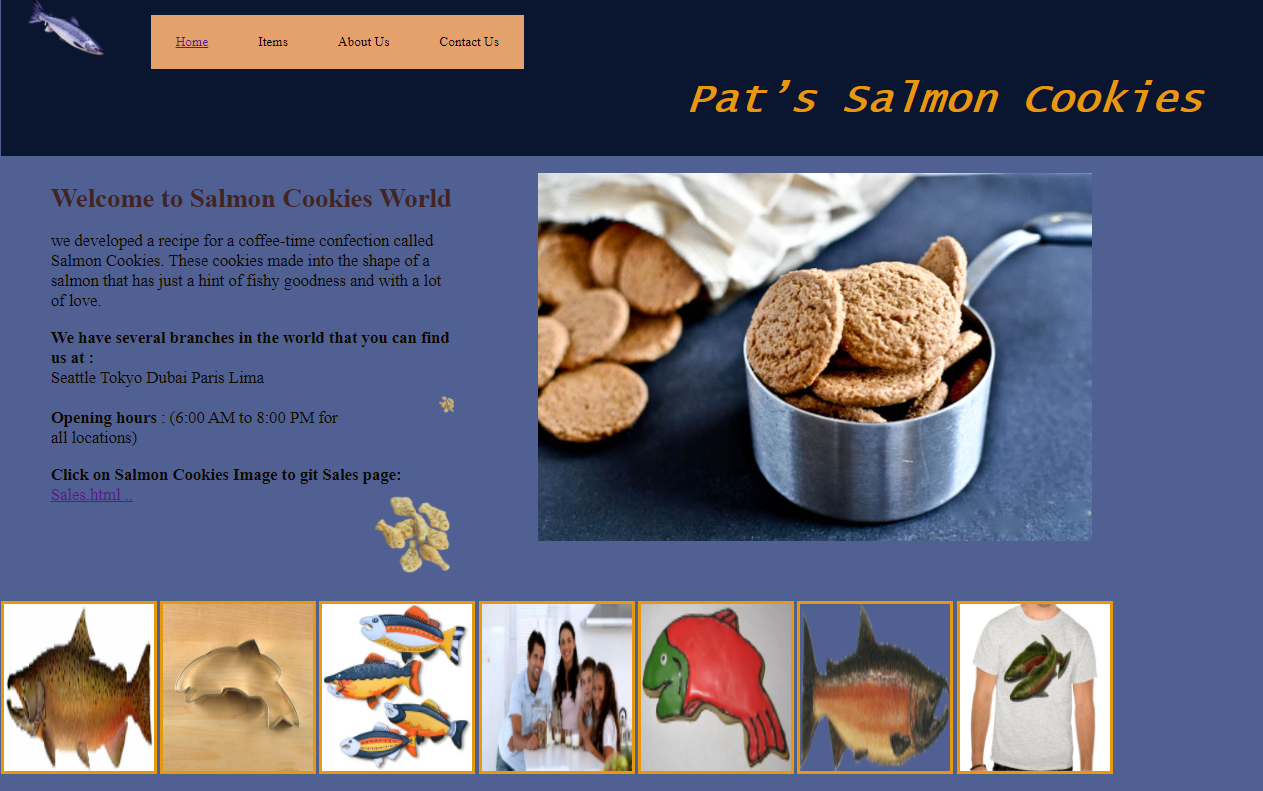 Home Items About Us Contact Us
Pat’s Salmon Cookies
Welcome to Salmon Cookies World
we developed a recipe for a coffee-time confection called
Salmon Cookies. These cookies made into the shape of a
salmon that has just a hint of fishy goodness and with a lot
of love.
We have several branches in the world that you can find
us at :
Seattle Tokyo Dubai Paris Lima
Opening hours : (6:00 AM to 8:00 PM for
all locations)
Click on Salmon Cookies Image to git Sales page:
Sales.html ..